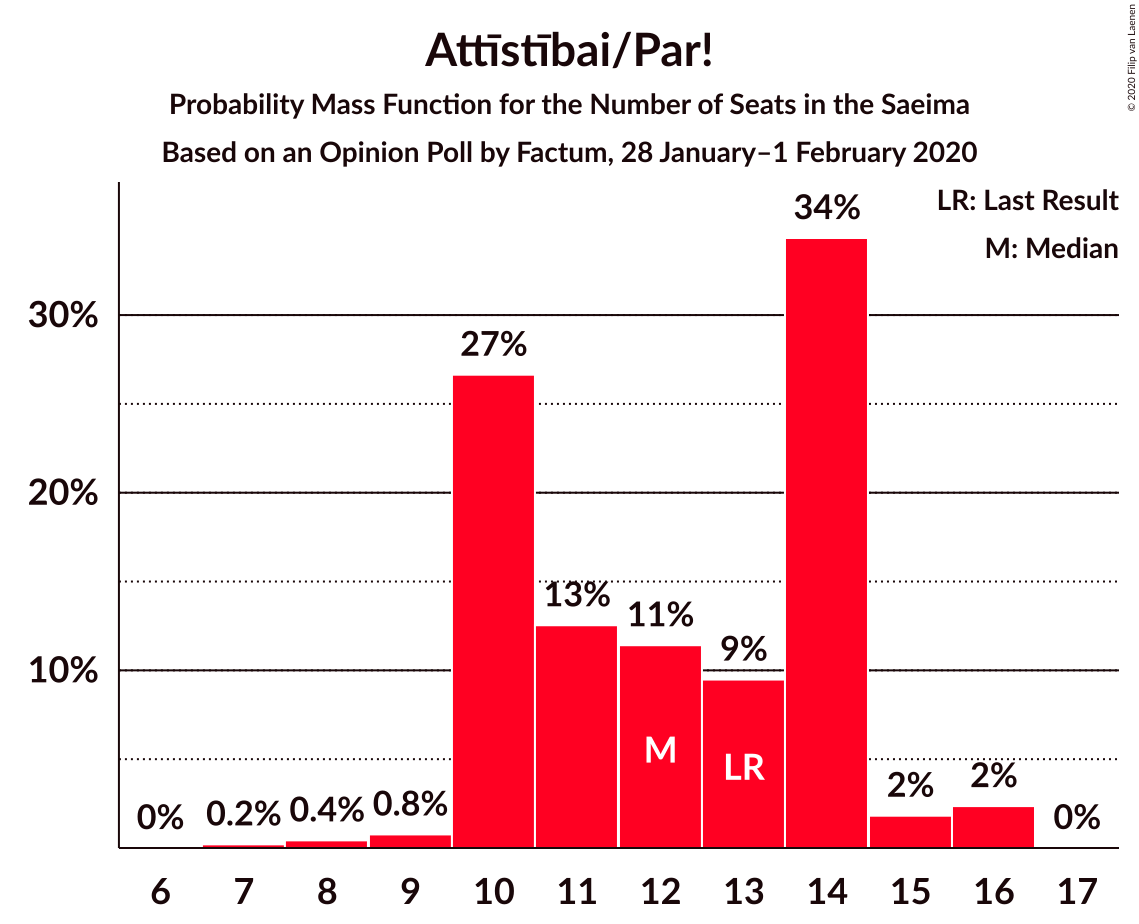 Attīstībai/Par!
Probability Mass Function for the Number of Seats in the Saeima
Based on an Opinion Poll by Factum, 28 January–1 February 2020
© 2020 Filip van Laenen
LR: Last Result
M: Median
34%
30%
27%
20%
13%
11%
9%
10%
M
LR
0%
0.2%
0.4%
0.8%
2%
2%
0%
6 7 8 9 10 11 12 13 14 15 16 17